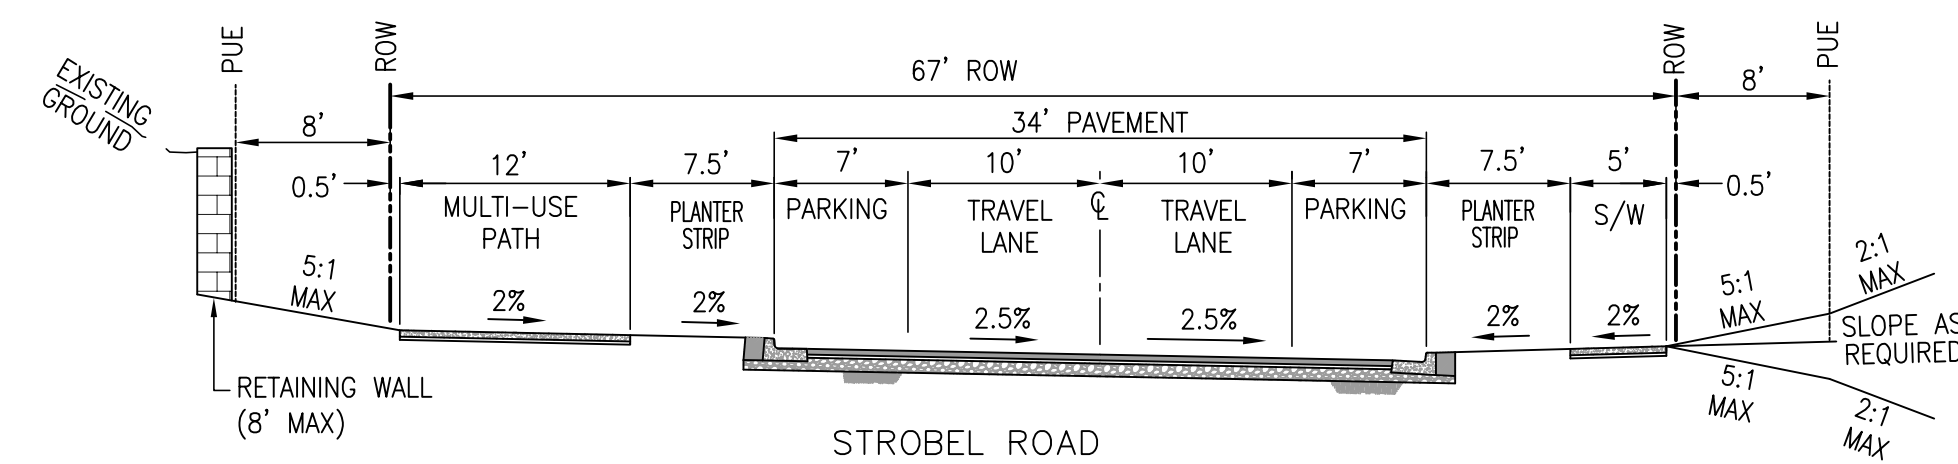 PUE
ROW
ROW
PUE
EXISTING
GROUND
67' ROW
8'
8'
34' PAVEMENT
0.5'
12'
7.5'
7'
10'
10'
7'
7.5'
5'
0.5'
MULTI-USE
PATH
PLANTER
STRIP
PARKING
TRAVEL
LANE
℄
TRAVEL
LANE
PARKING
PLANTER
STRIP
S/W
5:1
MAX
2%
2%
2.5%
2.5%
2%
2%
5:1
MAX
2:1
MAX
SLOPE AS
REQUIRED
5:1
MAX
2:1
MAX
RETAINING WALL
(8' MAX)
STROBEL ROAD